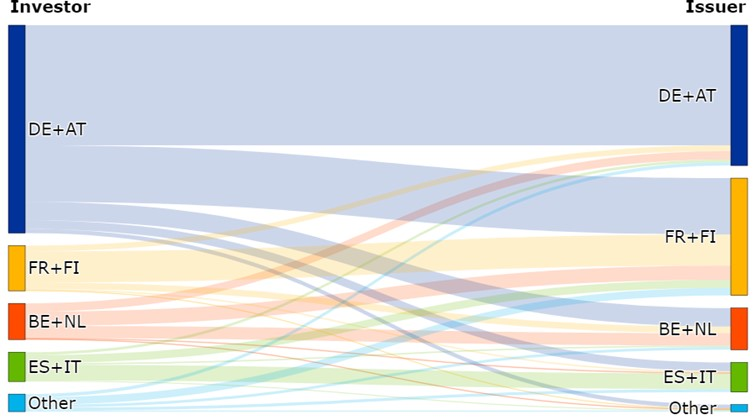 Investor Issuer
DE+AT
DE+AT
FR+FI
FR+FI
BE+NL
BE+NL
ES+IT
ES+IT
Other
Other